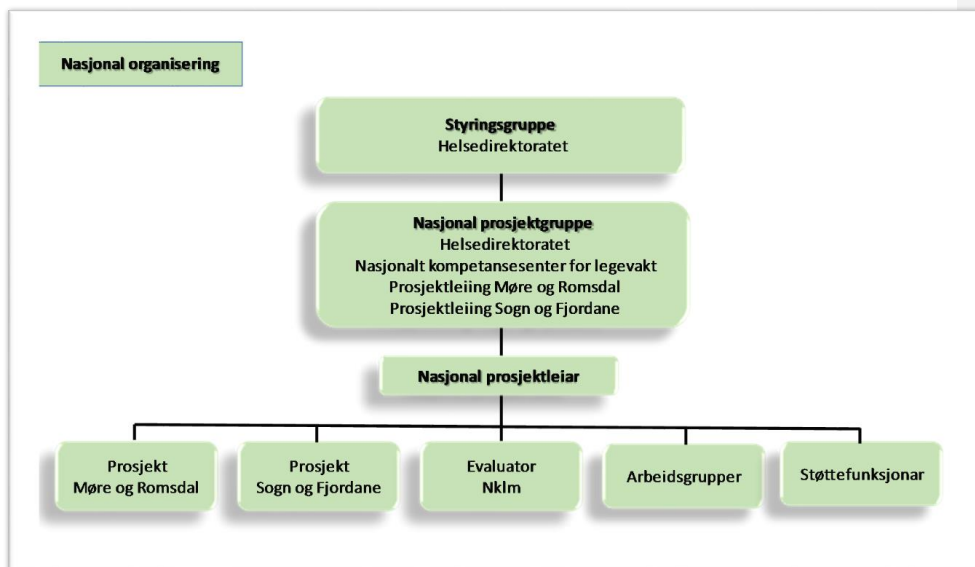 Nasjonal organisering
Styringsgruppe
Helsedirektoratet
Nasjonal prosjektgruppe
Helsedirektoratet
Nasjonalt kompetansesenter for legevakt
Prosjektleiing Møre og Romsdal
Prosjektleiing Sogn og Fjordane
Nasjonal prosjektleiar
Prosjekt
Møre og Romsdal
Prosjekt
Sogn og Fjordane
Evaluator
Nklm
Arbeidsgrupper
Støttefunksjonar